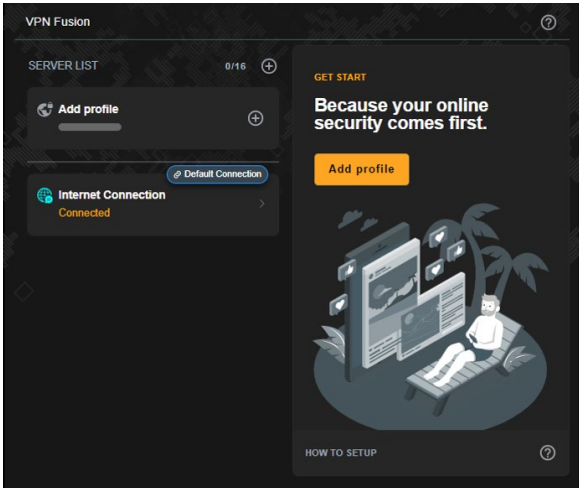 VPN Fusion
SERVER LIST 0/16
Add profile
Default Connection
Internet Connection
Connected
GET START
Because your online
security comes first.
Add profile
HOW TO SETUP